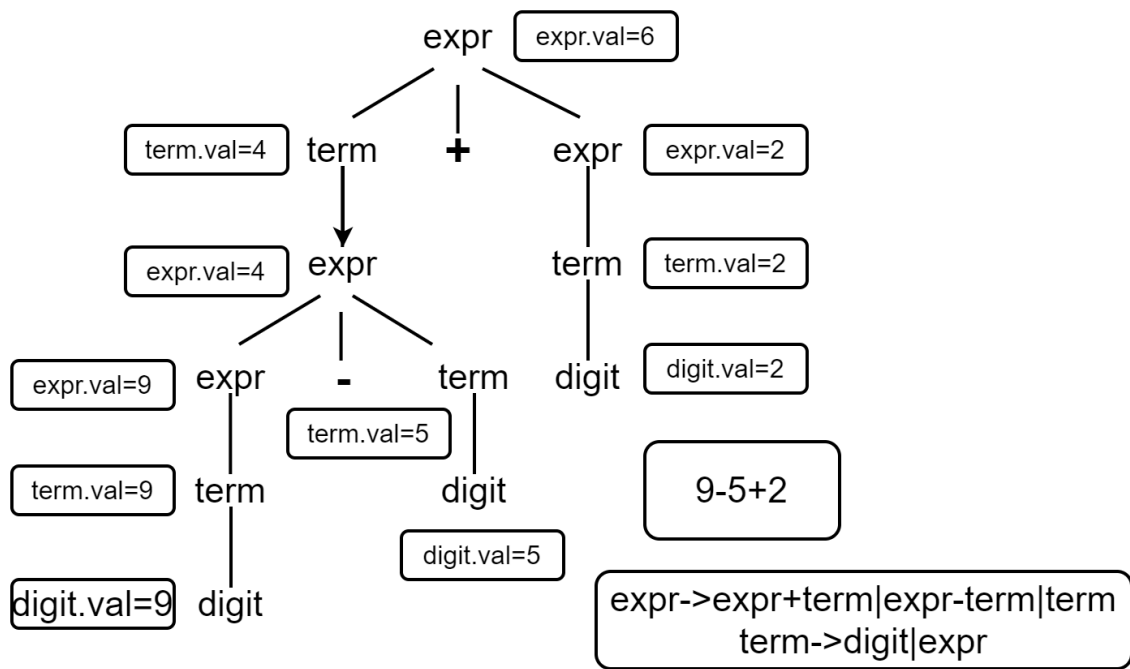 expr expr.val=6
term.val=4 term + expr expr.val=2
expr.val=4 expr term term.val=2
expr.val=9 expr - term digit digit.val=2
term.val=5
term.val=9 term digit 9-5+2
digit.val=5
digit.val=9 digit
expr->expr+term|expr-term|term
term->digit|expr